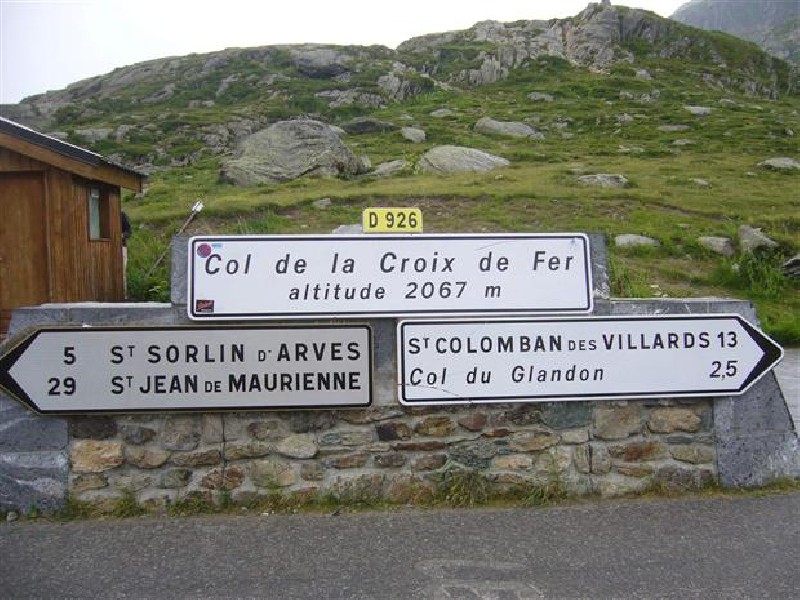 D 926
Col de la Croix de Fer
altitude 2067 m
5 ST SORLIN D'ARVES
29 ST JEAN DE MAURIENNE
ST COLOMBAN DES VILLARDS 13
Col du Glandon 2,5